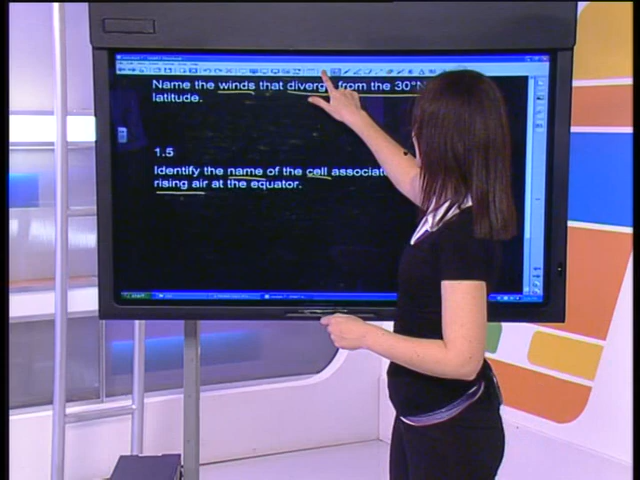 Name the winds that diverge from the 30°N
latitude.
1.5
Identify the name of the cell
rising air at the equator.